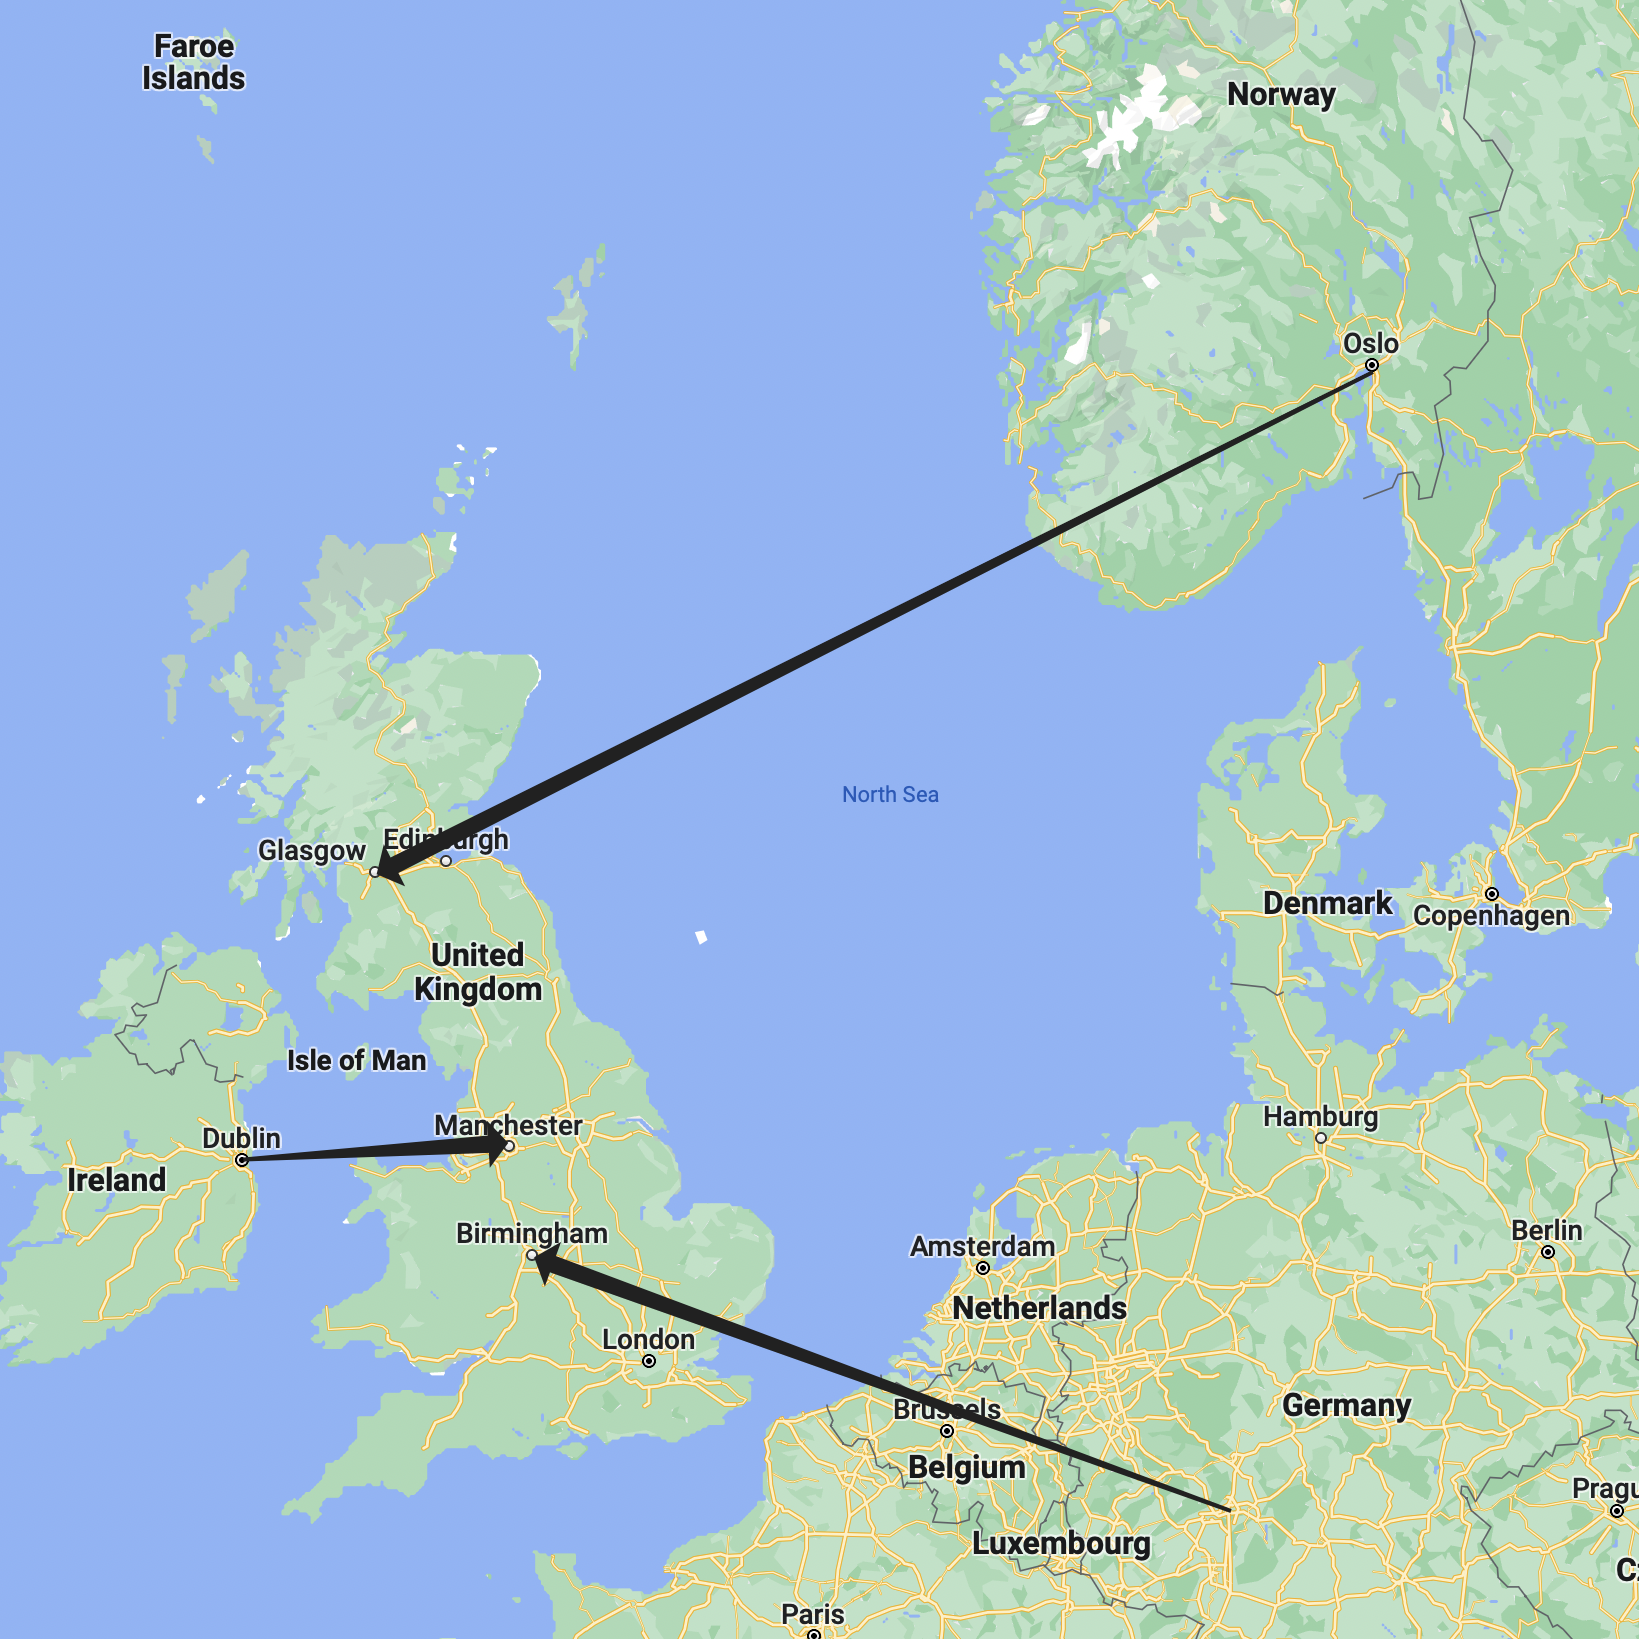 Faroe
Islands
Norway
Oslo
North Sea
Edinburgh
Glasgow
Denmark
Copenhagen
United
Kingdom
Isle of Man
Hamburg
Manchester
Dublin
Ireland
Birmingham
Berlin
Amsterdam
Netherlands
London
Germany
Brussels
Belgium
Pragu
Luxembourg
C
Paris